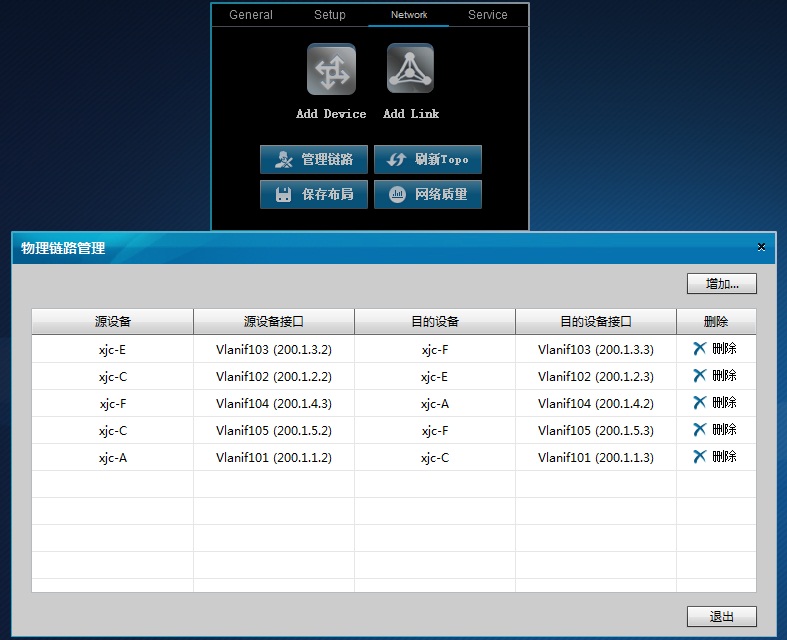 General Setup Network Service
Add Device Add Link
管理链路 刷新Topo
保存布局 网络质量
物理链路管理
增加...
源设备 源设备接口 目的设备 目的设备接口 删除
xjc-E Vlanif103 (200.1.3.2) xjc-F Vlanif103 (200.1.3.3) 删除
xjc-C Vlanif102 (200.1.2.2) xjc-E Vlanif102 (200.1.2.3) 删除
xjc-F Vlanif104 (200.1.4.3) xjc-A Vlanif104 (200.1.4.2) 删除
xjc-C Vlanif105 (200.1.5.2) xjc-F Vlanif105 (200.1.5.3) 删除
xjc-A Vlanif101 (200.1.1.2) xjc-C Vlanif101 (200.1.1.3) 删除
退出